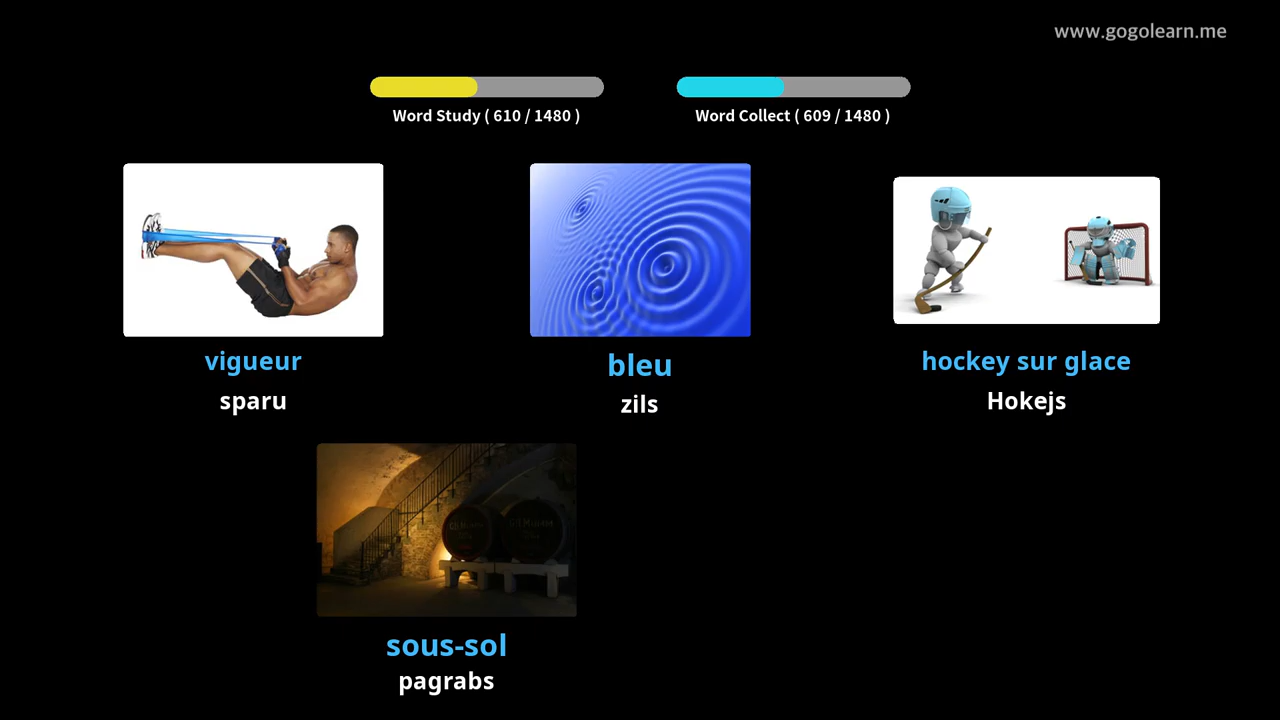 www.gogolearn.me
Word Study ( 610 / 1480 )
Word Collect ( 609 / 1480 )
vigueur
bleu
hockey sur glace
sparu
zils
Hokejs
sous-sol
pagrabs